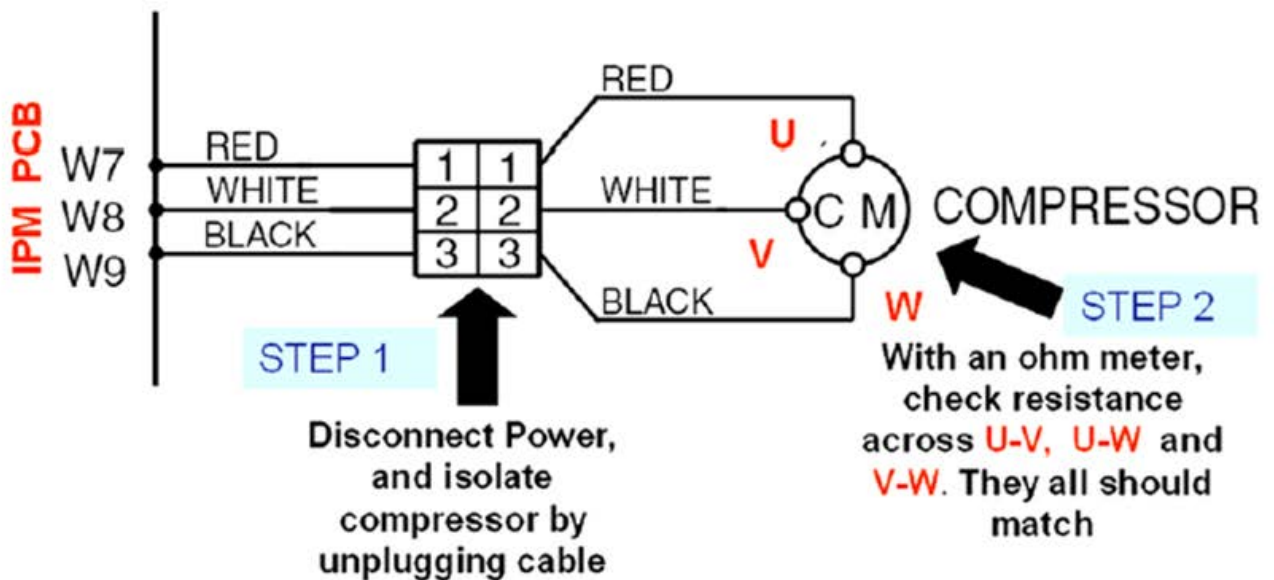 IPM PCB
W7
W8
W9
RED
WHITE
BLACK
1 1
2 2
3 3
RED
WHITE
BLACK
U
V
W
C M
COMPRESSOR
STEP 1
Disconnect Power,
and isolate
compressor by
unplugging cable
STEP 2
With an ohm meter,
check resistance
across U-V, U-W and
V-W. They all should
match